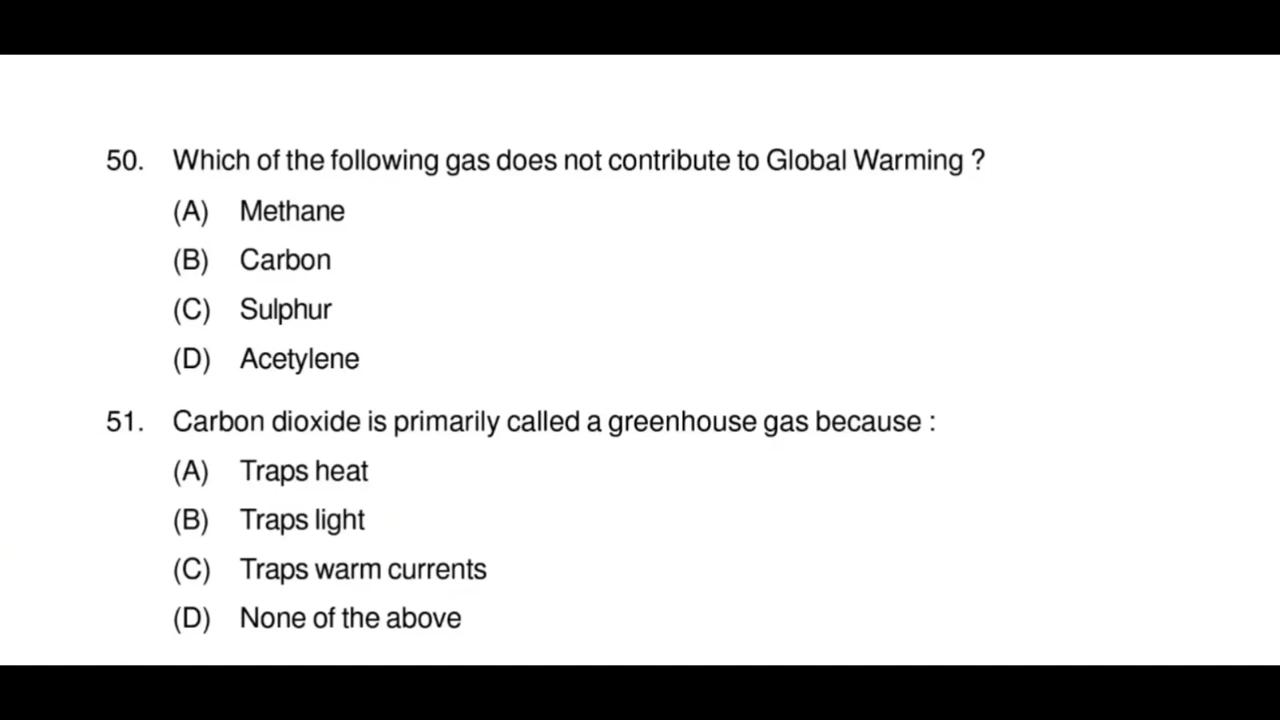 50. Which of the following gas does not contribute to Global Warming ?
(A) Methane
(B) Carbon
(C) Sulphur
(D) Acetylene
51. Carbon dioxide is primarily called a greenhouse gas because :
(A) Traps heat
(B) Traps light
(C) Traps warm currents
(D) None of the above